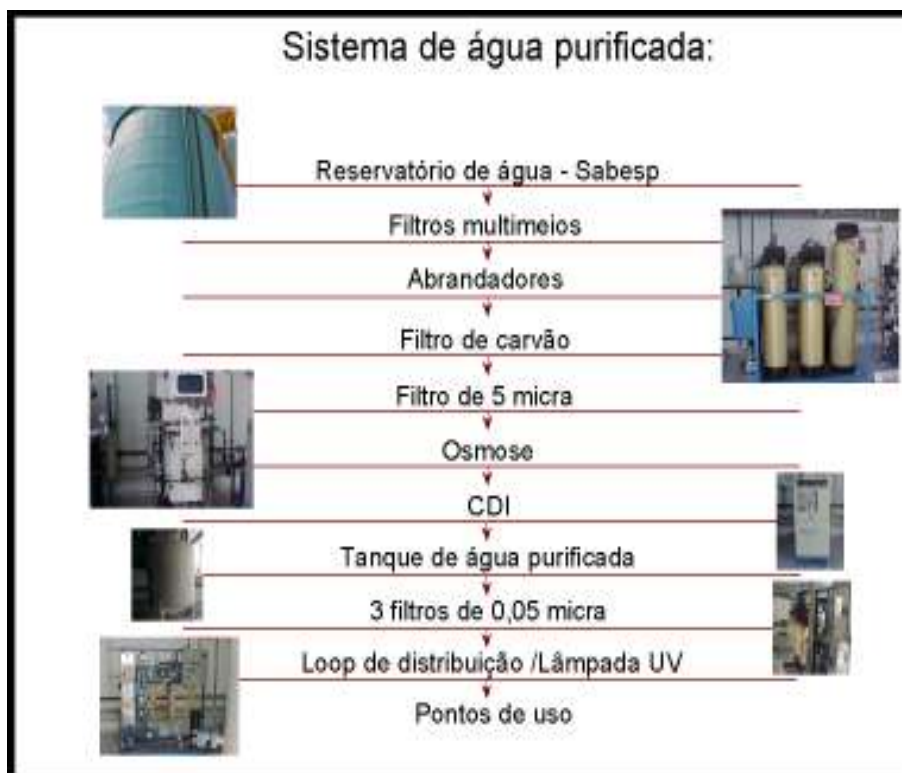 Sistema de água purificada:
Reservatório de água - Sabesp
Filtros multimeios
Abrandadores
Filtro de carvão
Filtro de 5 micra
Osmose
CDI
Tanque de água purificada
3 filtros de 0,05 micra
Loop de distribuição /Lâmpada UV
Pontos de uso